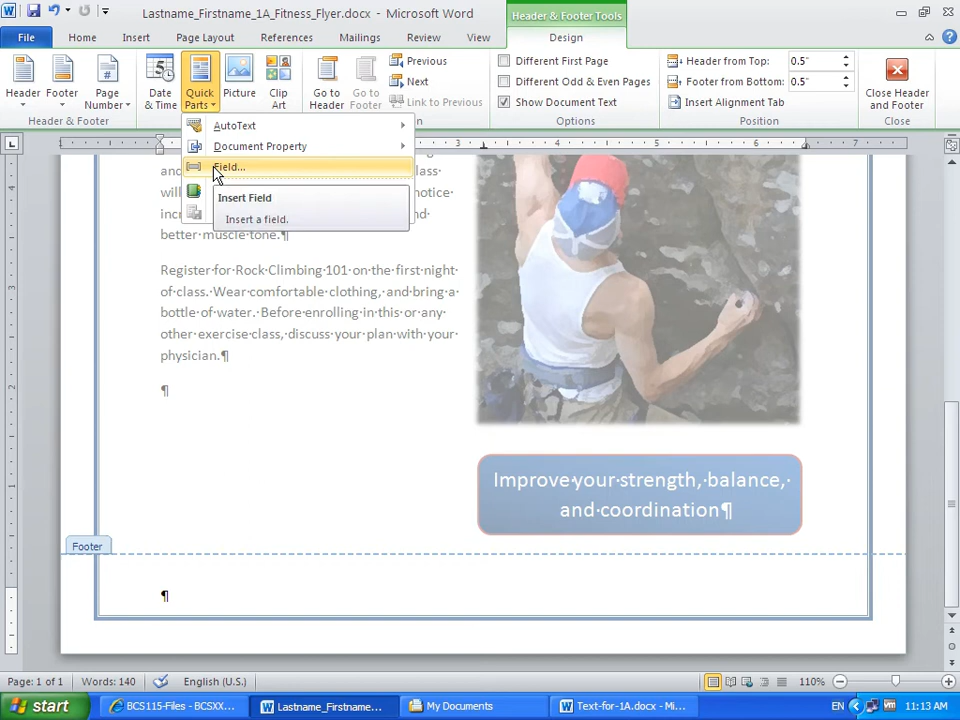 Lastname_Firstname_1A_Fitness_Flyer.docx - Microsoft Word
Header & Footer Tools
File Home Insert Page Layout References Mailings Review View Design
Header
Footer
Page Number
Header & Footer
Date & Time
Quick Parts
Picture
Clip Art
Go to Header
Go to Footer
Previous
Next
Link to Previous
Different First Page
Different Odd & Even Pages
Show Document Text
Options
Header from Top: 0.5"
Footer from Bottom: 0.5"
Insert Alignment Tab
Position
Close Header and Footer
Close
AutoText
Document Property
Field...
Insert Field
Insert a field.
1 2 3 4 5 6 7
better·muscle·tone.¶
Register·for·Rock·Climbing·101·on·the·first·night·
of·class.·Wear·comfortable·clothing,·and·bring·a·
bottle·of·water.·Before·enrolling·in·this·or·any·
other·exercise·class,·discuss·your·plan·with·your·
physician.¶
¶
Improve·your·strength,·balance,·
and·coordination¶
Footer
¶
Page: 1 of 1 Words: 140 English (U.S.) 110%
start BCS115-Files - BCSXX... Lastname_Firstname... My Documents Text-for-1A.docx - Mi... EN 11:13 AM